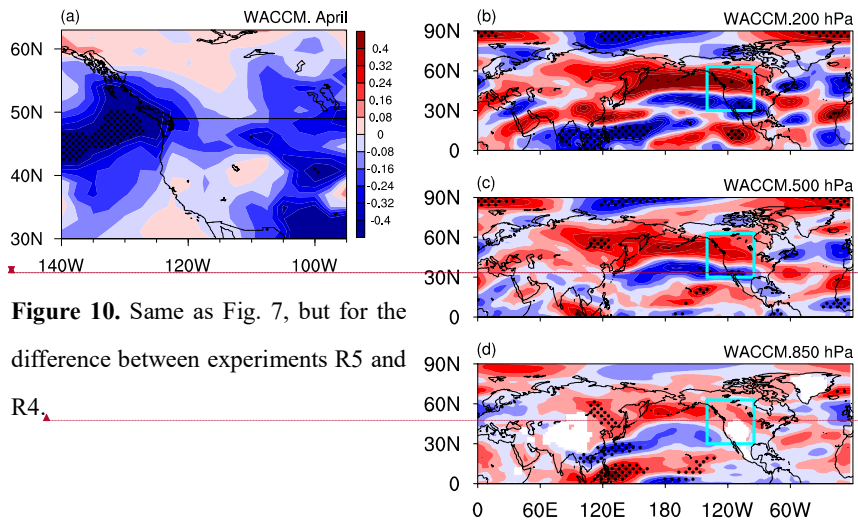 (a) WACCM. April
60N
50N
40N
30N
140W 120W 100W
0.4
0.32
0.24
0.16
0.08
0
-0.08
-0.16
-0.24
-0.32
-0.4
Figure 10. Same as Fig. 7, but for the
difference between experiments R5 and
R4.
(b) WACCM.200 hPa
90N
60N
30N
0
(c) WACCM.500 hPa
90N
60N
30N
0
(d) WACCM.850 hPa
90N
60N
30N
0
0 60E 120E 180 120W 60W